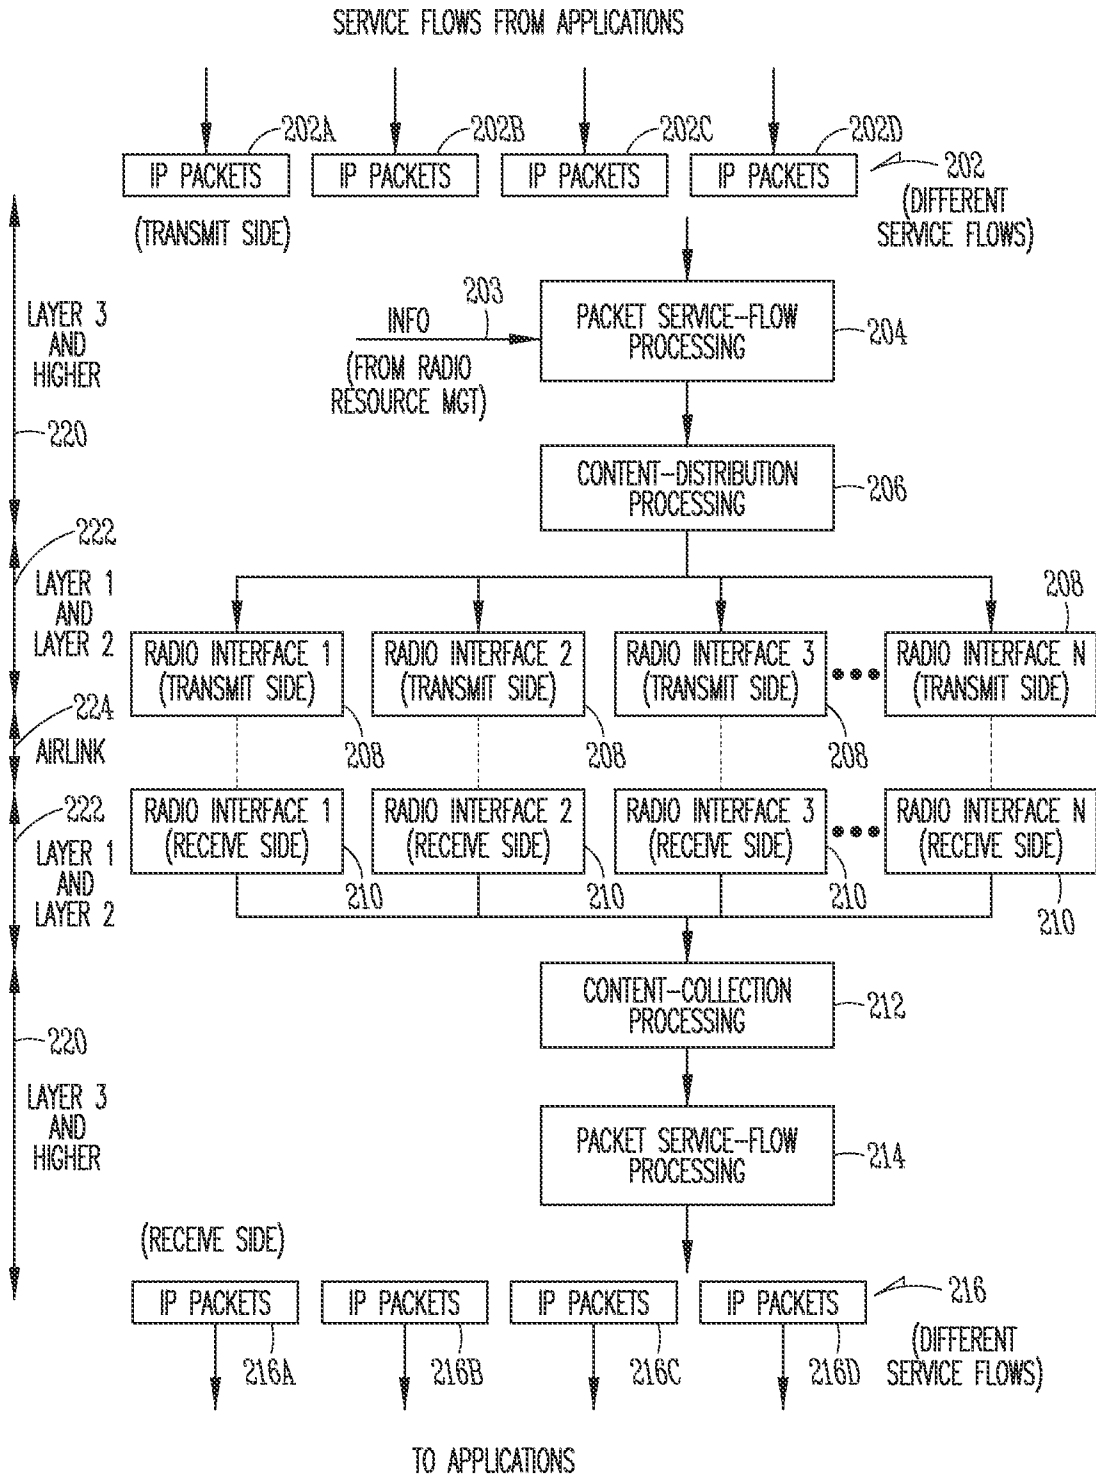 SERVICE FLOWS FROM APPLICATIONS
202A
202B
202C
202D
IP PACKETS
IP PACKETS
IP PACKETS
IP PACKETS
202
(DIFFERENT
SERVICE FLOWS)
(TRANSMIT SIDE)
LAYER 3
AND
HIGHER
220
INFO
203
(FROM RADIO
RESOURCE MGT)
PACKET SERVICE-FLOW
PROCESSING
204
CONTENT-DISTRIBUTION
PROCESSING
206
222
LAYER 1
AND
LAYER 2
208
RADIO INTERFACE 1
(TRANSMIT SIDE)
RADIO INTERFACE 2
(TRANSMIT SIDE)
RADIO INTERFACE 3
(TRANSMIT SIDE)
RADIO INTERFACE N
(TRANSMIT SIDE)
224
AIRLINK
208
208
208
222
LAYER 1
AND
LAYER 2
RADIO INTERFACE 1
(RECEIVE SIDE)
RADIO INTERFACE 2
(RECEIVE SIDE)
RADIO INTERFACE 3
(RECEIVE SIDE)
RADIO INTERFACE N
(RECEIVE SIDE)
210
210
210
210
CONTENT-COLLECTION
PROCESSING
212
220
LAYER 3
AND
HIGHER
PACKET SERVICE-FLOW
PROCESSING
214
(RECEIVE SIDE)
IP PACKETS
IP PACKETS
IP PACKETS
IP PACKETS
216
(DIFFERENT
SERVICE FLOWS)
216A
216B
216C
216D
TO APPLICATIONS